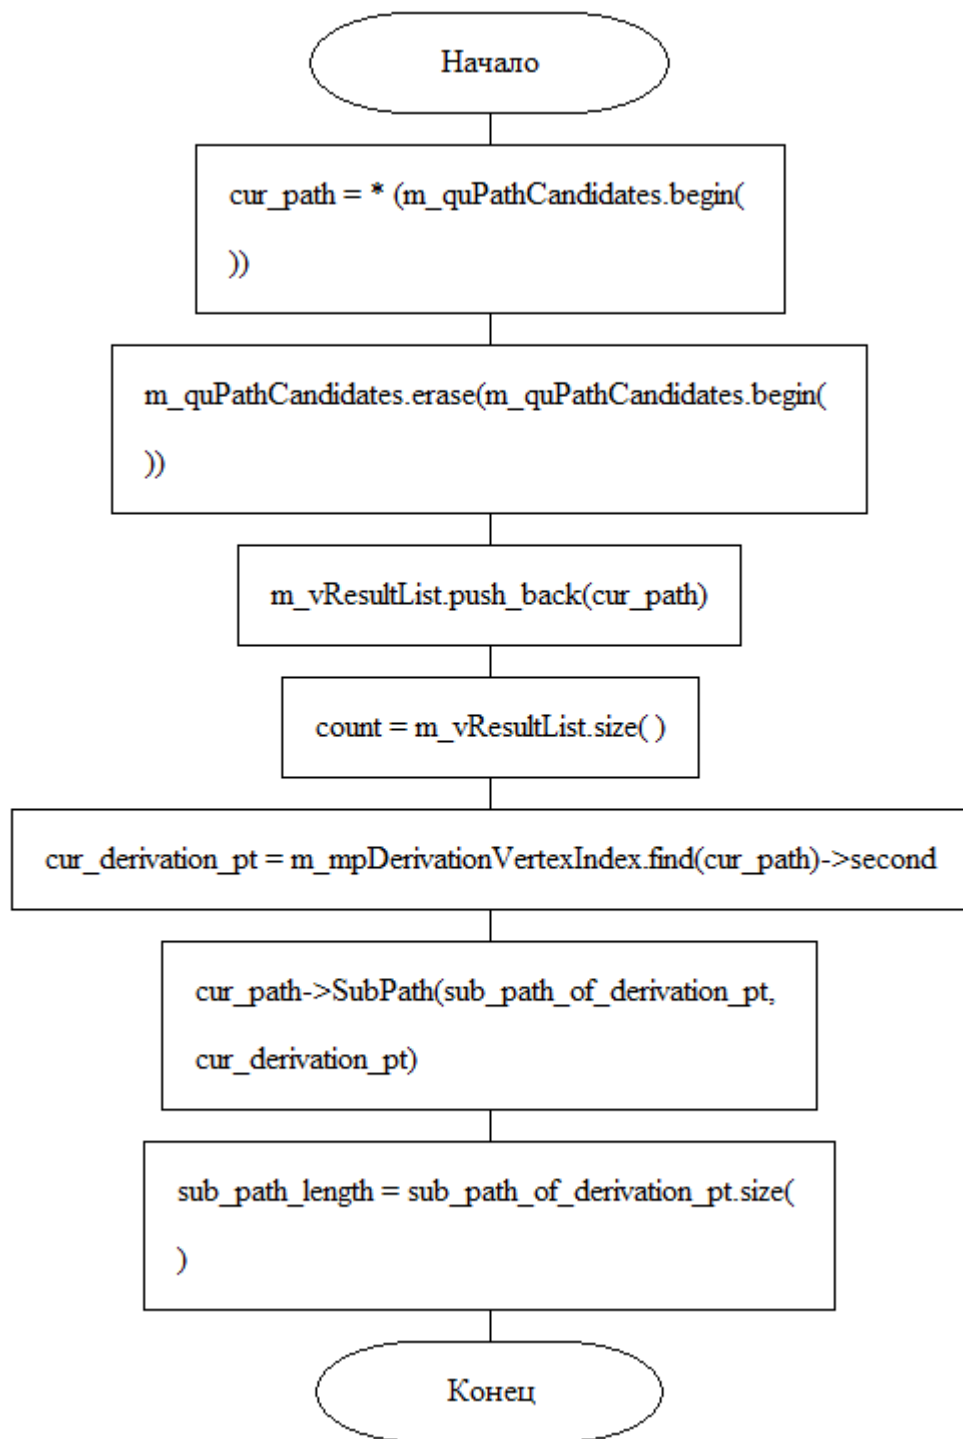 Начало
cur_path = * (m_quPathCandidates.begin(
))
m_quPathCandidates.erase(m_quPathCandidates.begin(
))
m_vResultList.push_back(cur_path)
count = m_vResultList.size( )
cur_derivation_pt = m_mpDerivationVertexIndex.find(cur_path)->second
cur_path->SubPath(sub_path_of_derivation_pt,
cur_derivation_pt)
sub_path_length = sub_path_of_derivation_pt.size(
)
Конец